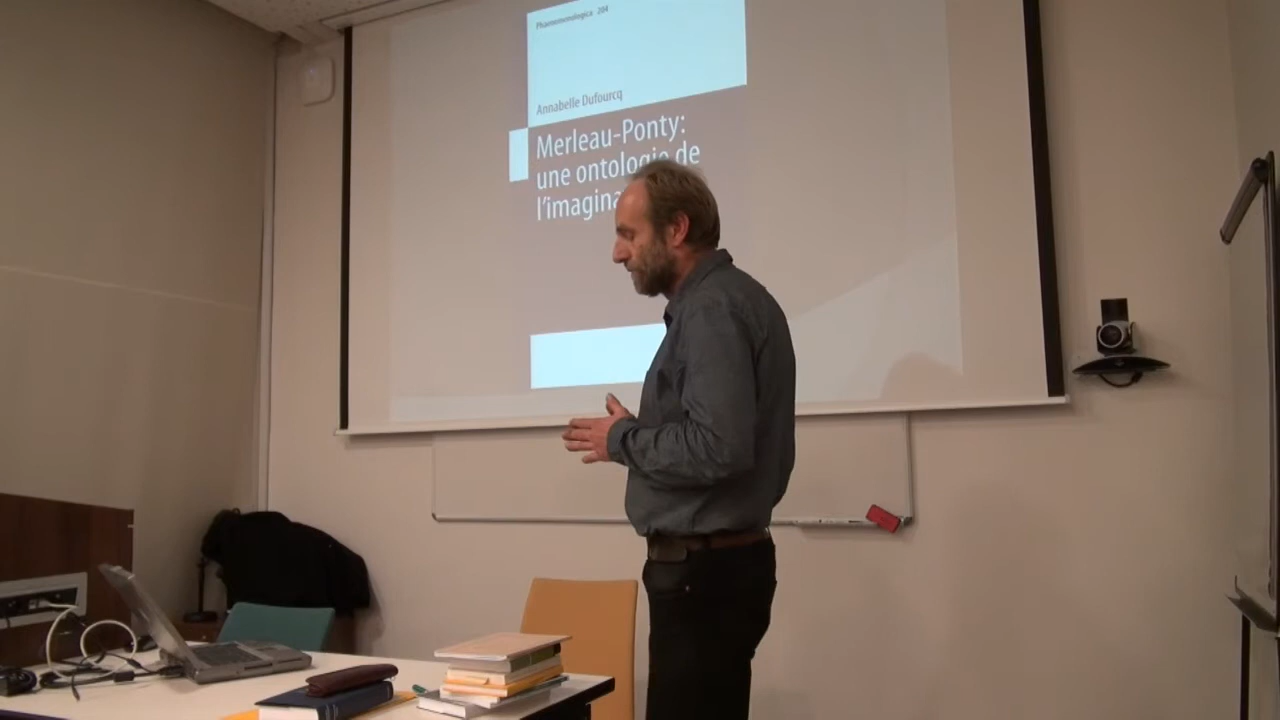 Phaenomenologica 204
Annabelle Dufourcq
Merleau-Ponty:
une ontologie de
l'imagina